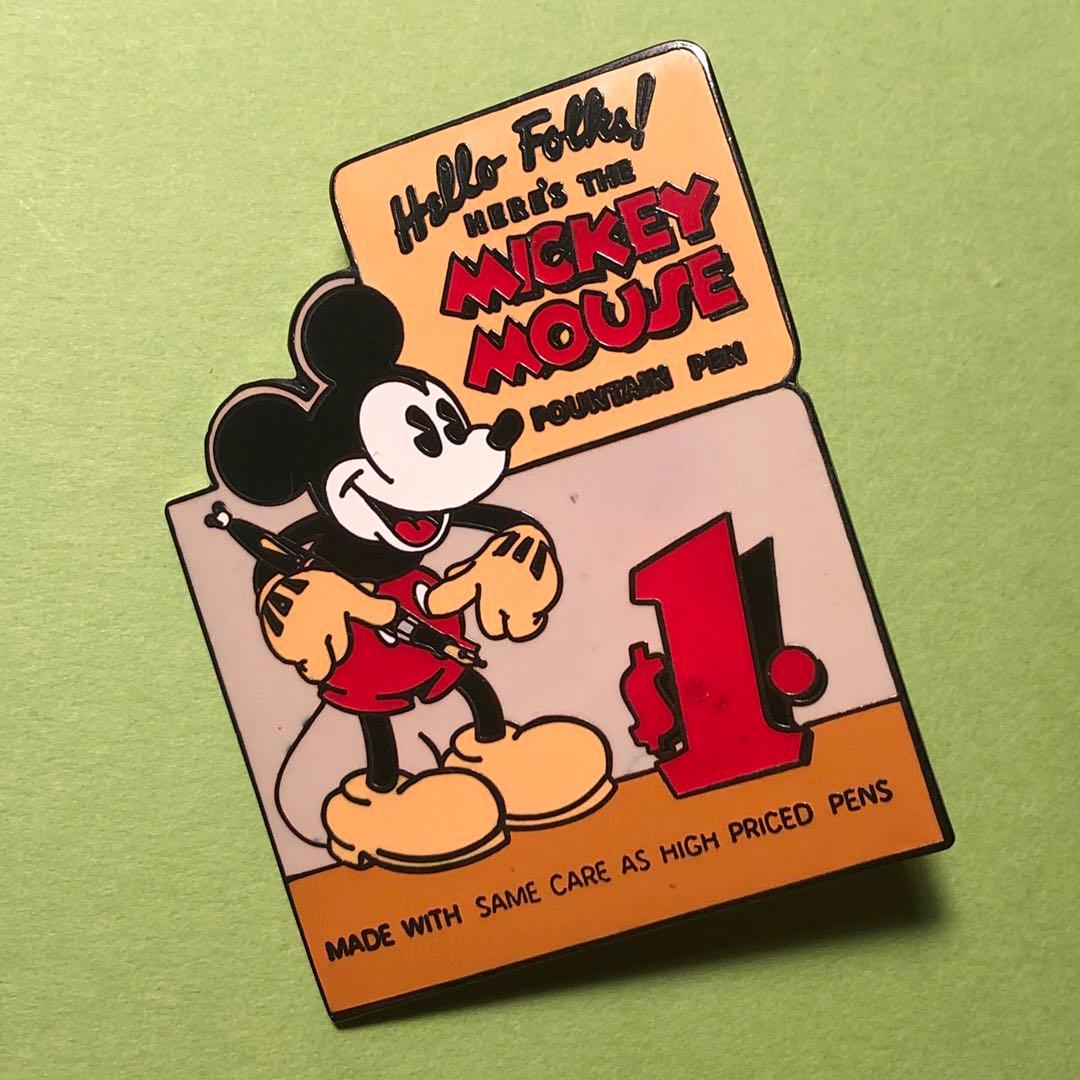 Hello Folks!
HERE'S THE
MICKEY
MOUSE
FOUNTAIN PEN
$1.
MADE WITH SAME CARE AS HIGH PRICED PENS